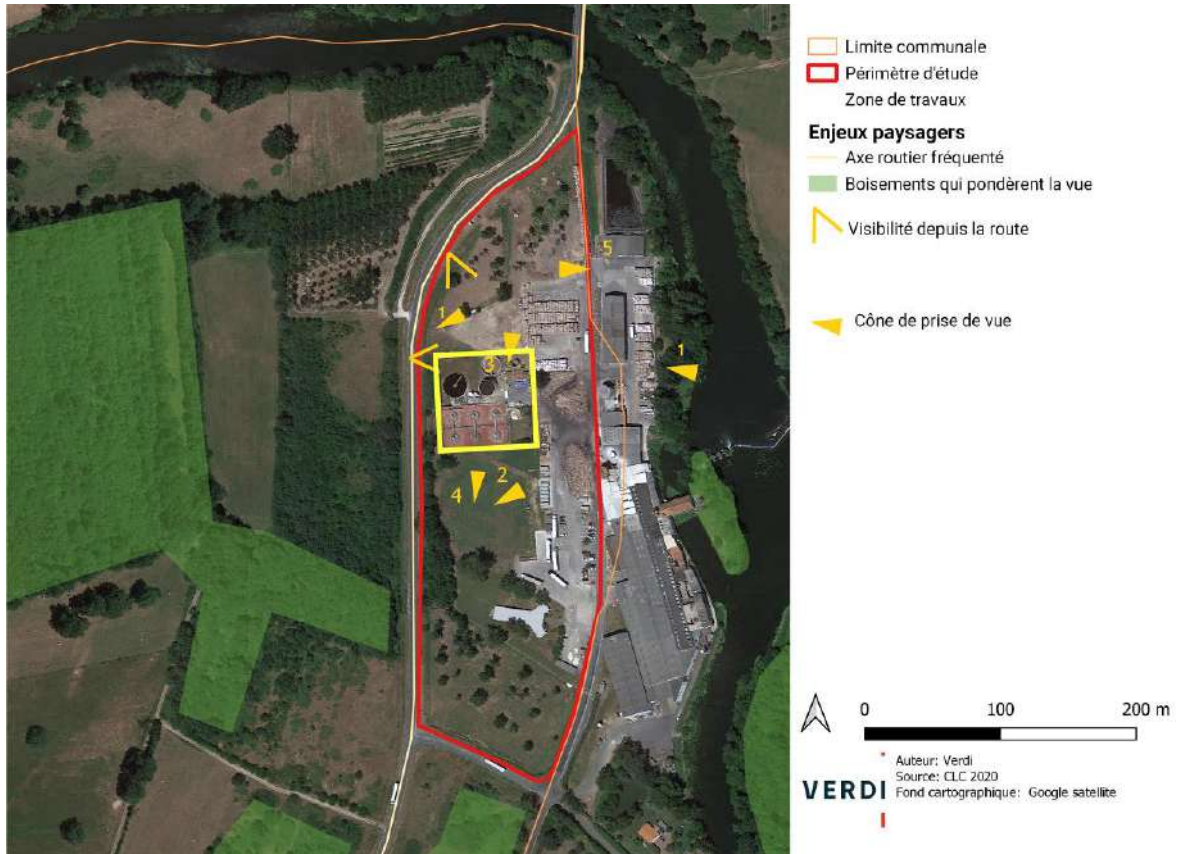 Limite communale
Périmètre d'étude
Zone de travaux
Enjeux paysagers
Axe routier fréquenté
Boisements qui pondèrent la vue
Visibilité depuis la route
Cône de prise de vue
5
1
1
3
2
4
0 100 200 m
VERDI
Auteur: Verdi
Source: CLC 2020
Fond cartographique: Google satellite